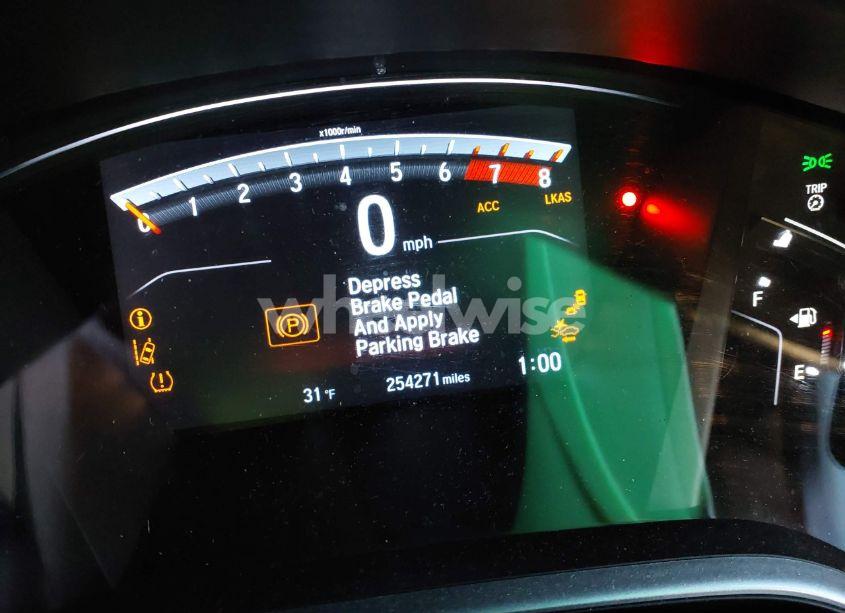 x1000r/min
0 1 2 3 4 5 6 7 8
ACC LKAS
0 mph
TRIP
Depress
Brake Pedal
And Apply
Parking Brake
P
wheelwise
F
E
31 °F
254271 miles
1:00